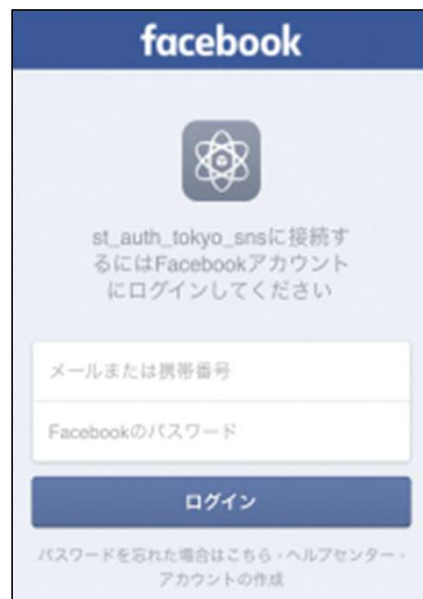 facebook
st_auth_tokyo_snsに接続す
るにはFacebookアカウント
にログインしてください
メールまたは携帯番号
Facebookのパスワード
ログイン
パスワードを忘れた場合はこちら・ヘルプセンター・
アカウントの作成